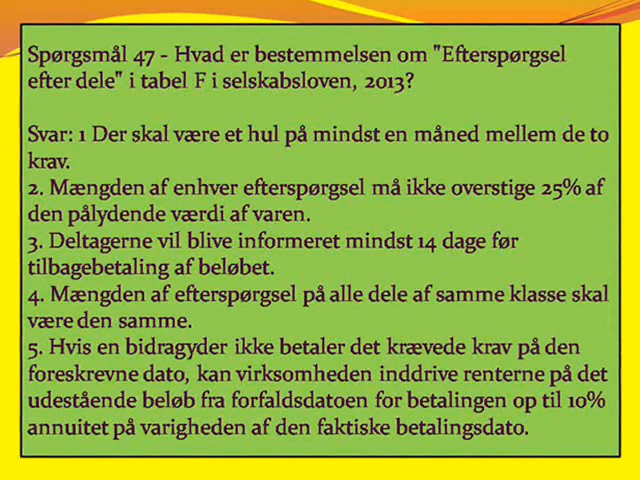 Spørgsmål 47 - Hvad er bestemmelsen om "Efterspørgsel
efter dele" i tabel F i selskabsloven, 2013?
Svar: 1 Der skal være et hul på mindst en måned mellem de to
krav.
2. Mængden af enhver efterspørgsel må ikke overstige 25% af
den pålydende værdi af varen.
3. Deltagerne vil blive informeret mindst 14 dage før
tilbagebetaling af beløbet.
4. Mængden af efterspørgsel på alle dele af samme klasse skal
være den samme.
5. Hvis en bidragyder ikke betaler det krævede krav på den
foreskrevne dato, kan virksomheden inddrive renterne på det
udestående beløb fra forfaldsdatoen for betalingen op til 10%
annuitet på varigheden af den faktiske betalingsdato.